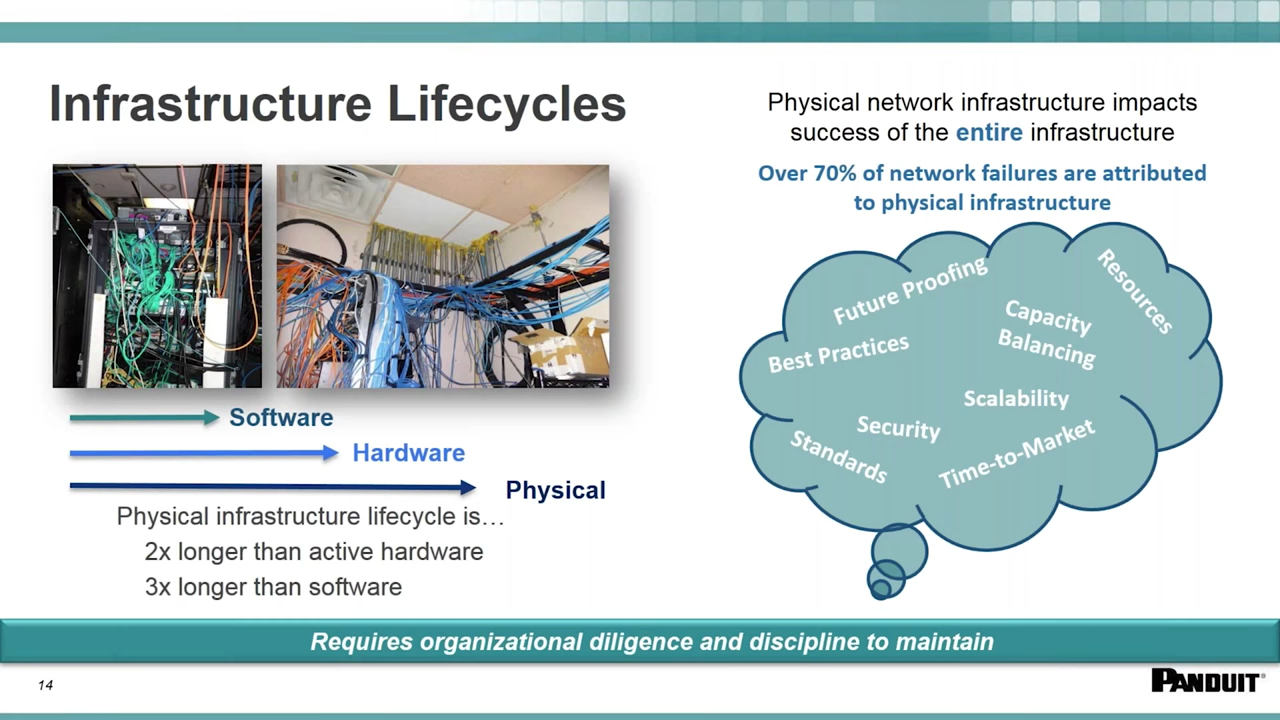 Infrastructure Lifecycles
Software
Hardware
Physical
Physical infrastructure lifecycle is…
2x longer than active hardware
3x longer than software
Physical network infrastructure impacts
success of the entire infrastructure
Over 70% of network failures are attributed
to physical infrastructure
Future Proofing
Resources
Capacity
Balancing
Best Practices
Scalability
Security
Standards
Time-to-Market
Requires organizational diligence and discipline to maintain
14
PANDUIT®